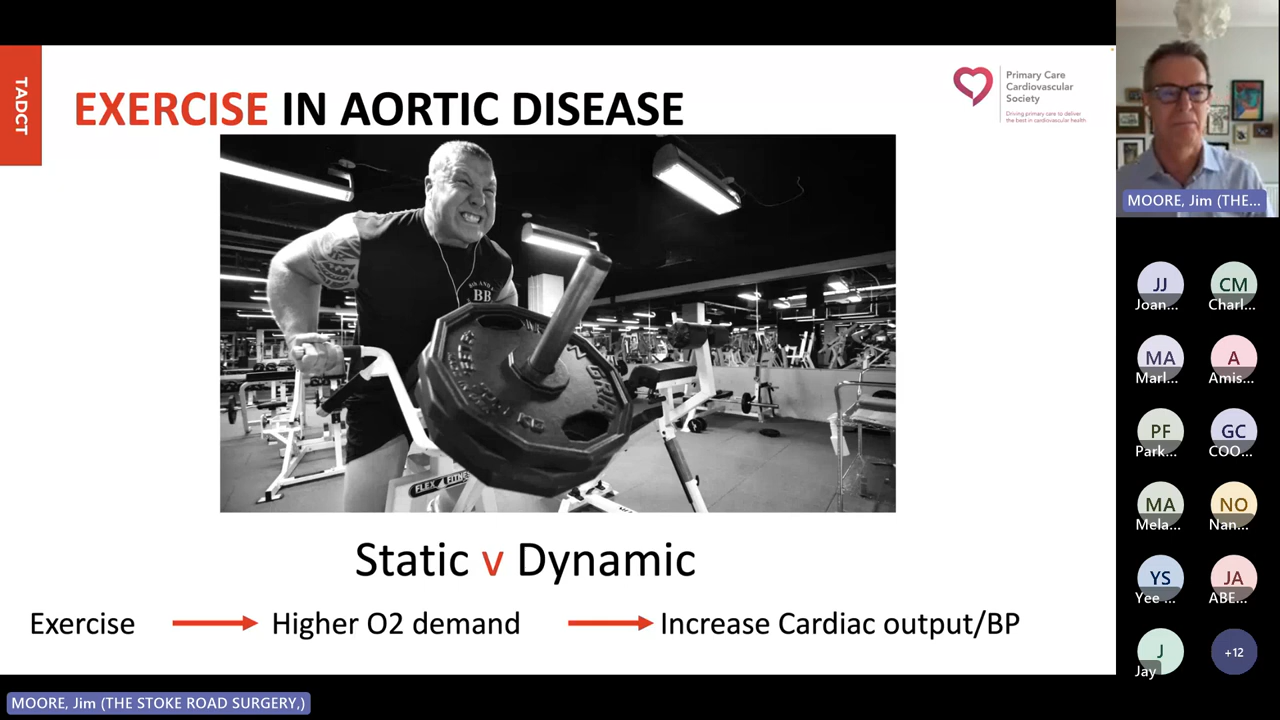 TADCT
EXERCISE IN AORTIC DISEASE
Primary Care
Cardiovascular
Society
Driving primary care to deliver
the best in cardiovascular health
BB
FLEX FITNESS
Static v Dynamic
Exercise
Higher O2 demand
Increase Cardiac output/BP
MOORE, Jim (THE...
JJ
Joan...
CM
Charl...
MA
Marl...
A
Amis...
PF
Park...
GC
COO...
MA
Mela...
NO
Nan...
YS
Yee ...
JA
ABE...
J
Jay
+12
MOORE, Jim (THE STOKE ROAD SURGERY,)